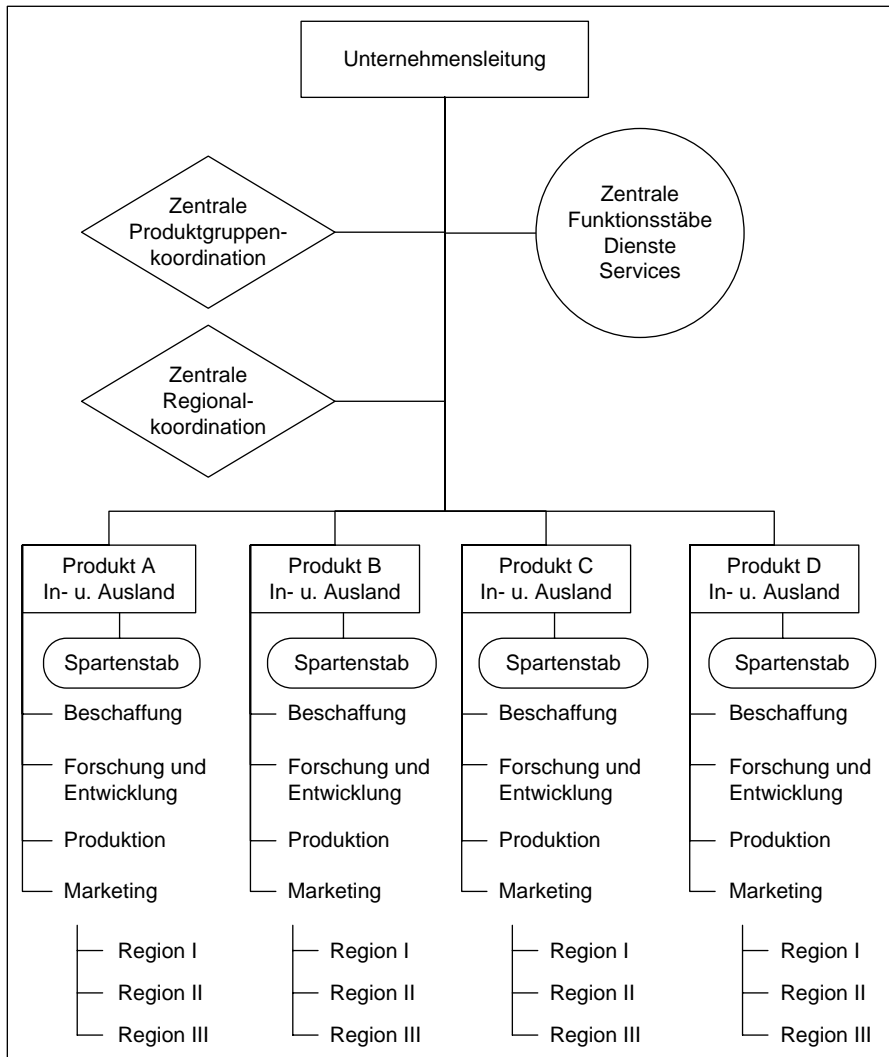 Unternehmensleitung
Zentrale
Produktgruppen-
koordination
Zentrale
Funktionsstäbe
Dienste
Services
Zentrale
Regional-
koordination
Produkt A
In- u. Ausland
Spartenstab
Beschaffung
Forschung und
Entwicklung
Produktion
Marketing
Region I
Region II
Region III
Produkt B
In- u. Ausland
Spartenstab
Beschaffung
Forschung und
Entwicklung
Produktion
Marketing
Region I
Region II
Region III
Produkt C
In- u. Ausland
Spartenstab
Beschaffung
Forschung und
Entwicklung
Produktion
Marketing
Region I
Region II
Region III
Produkt D
In- u. Ausland
Spartenstab
Beschaffung
Forschung und
Entwicklung
Produktion
Marketing
Region I
Region II
Region III